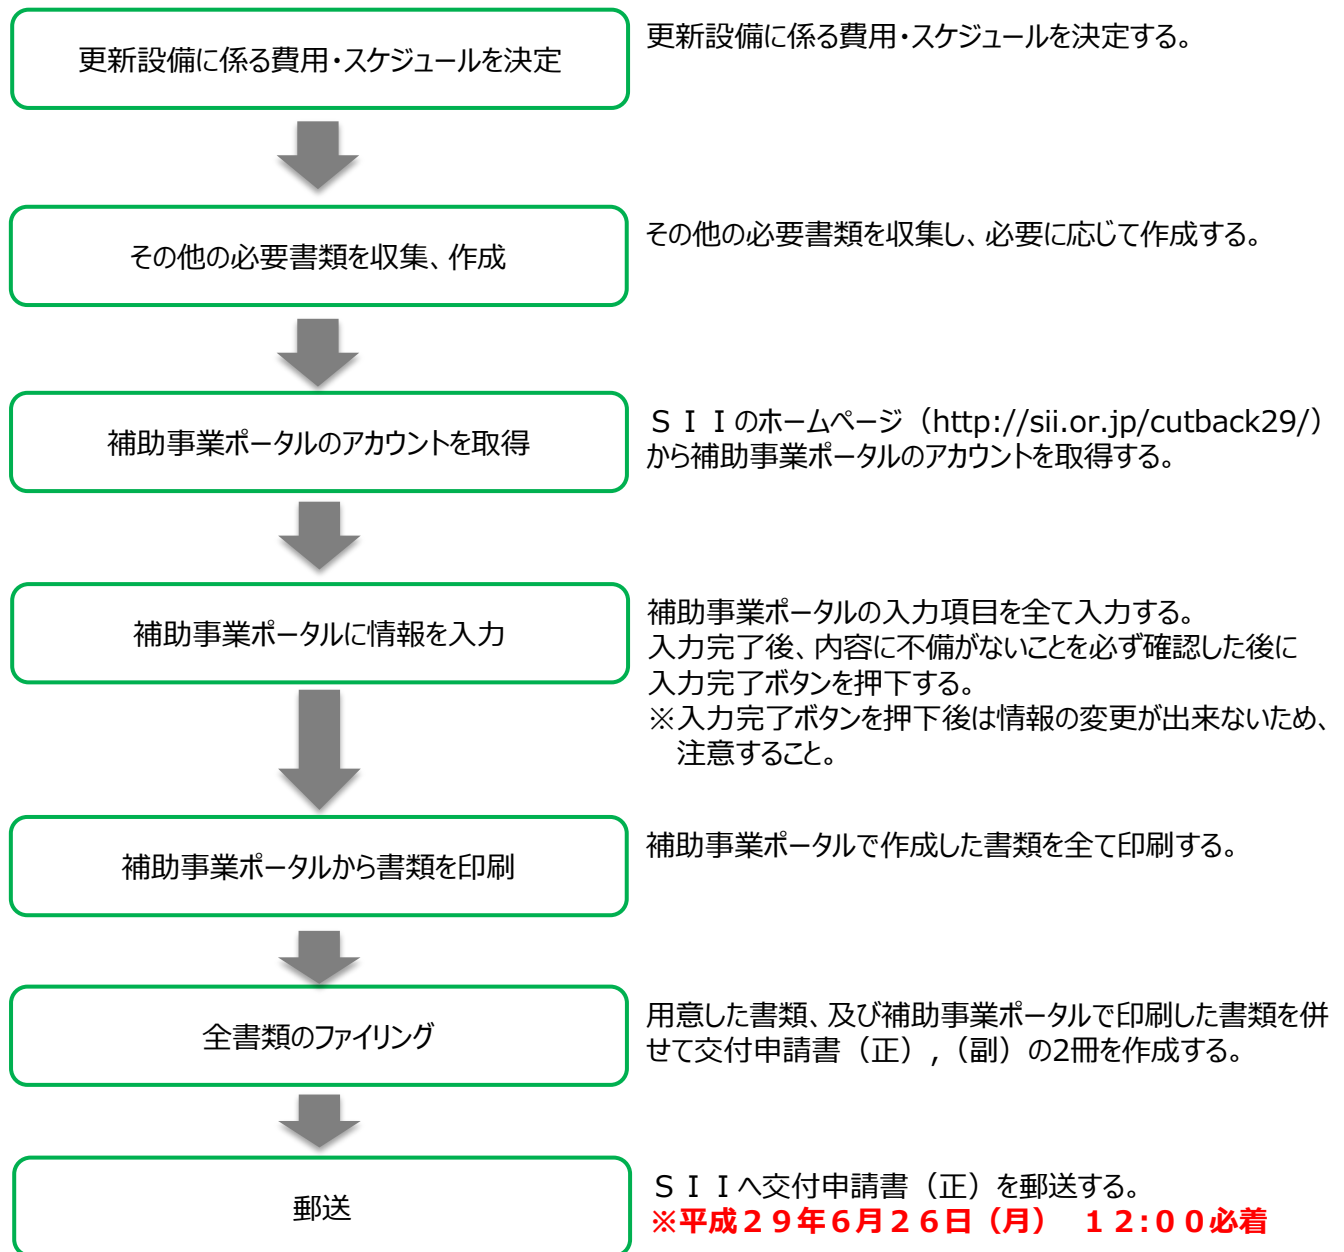 更新設備に係る費用・スケジュールを決定
更新設備に係る費用・スケジュールを決定する。
その他の必要書類を収集、作成
その他の必要書類を収集し、必要に応じて作成する。
補助事業ポータルのアカウントを取得
ＳＩＩのホームページ（http://sii.or.jp/cutback29/）
から補助事業ポータルのアカウントを取得する。
補助事業ポータルに情報を入力
補助事業ポータルの入力項目を全て入力する。
入力完了後、内容に不備がないことを必ず確認した後に
入力完了ボタンを押下する。
※入力完了ボタンを押下後は情報の変更が出来ないため、
注意すること。
補助事業ポータルから書類を印刷
補助事業ポータルで作成した書類を全て印刷する。
全書類のファイリング
用意した書類、及び補助事業ポータルで印刷した書類を併
せて交付申請書（正）,（副）の2冊を作成する。
郵送
ＳＩＩへ交付申請書（正）を郵送する。
※平成２９年６月２６日（月）　１２:００必着